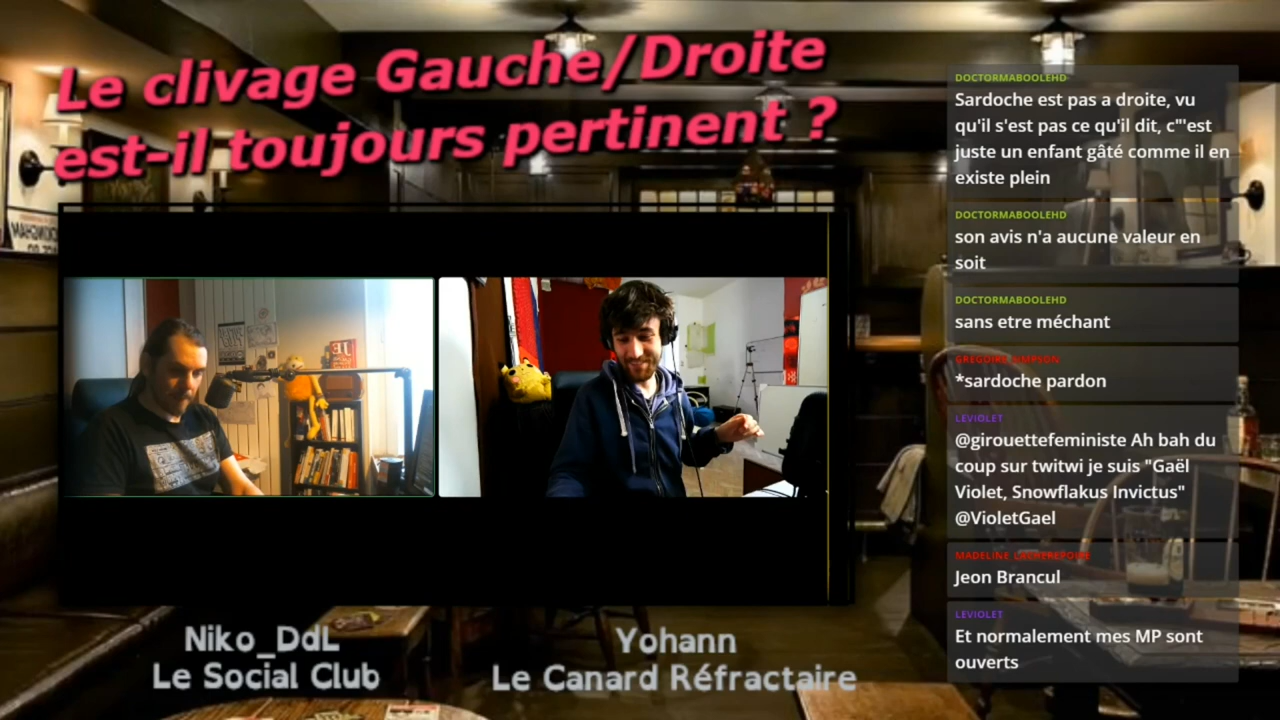 Le clivage Gauche/Droite
est-il toujours pertinent ?
DOCTORMABOOLEHD
Sardoche est pas a droite, vu
qu'il s'est pas ce qu'il dit, c"'est
juste un enfant gâté comme il en
existe plein
DOCTORMABOOLEHD
son avis n'a aucune valeur en
soit
DOCTORMABOOLEHD
sans etre méchant
GREGOIRE SIMPSON
*sardoche pardon
LEVIOLET
@girouettefeministe Ah bah du
coup sur twitwi je suis "Gaël
Violet, Snowflakus Invictus"
@VioletGael
MADELINE
Jeon Brancul
LEVIOLET
Et normalement mes MP sont
ouverts
Niko_DdL
Le Social Club
Yohann
Le Canard Réfractaire